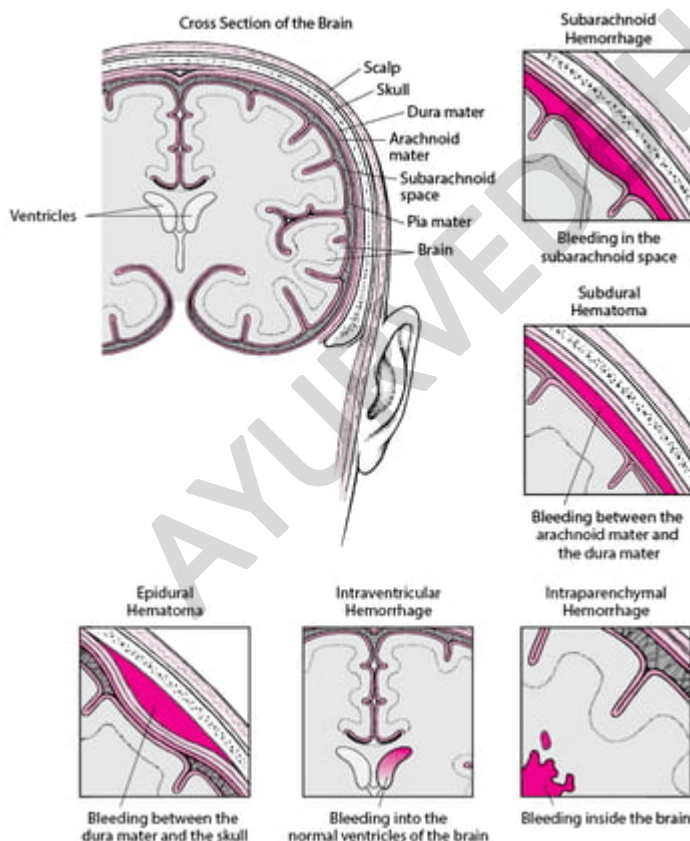 Cross Section of the Brain
Scalp
Skull
Dura mater
Arachnoid
mater
Subarachnoid
space
Pia mater
Brain
Ventricles
Subarachnoid
Hemorrhage
Bleeding in the
subarachnoid space
Subdural
Hematoma
Bleeding between the
arachnoid mater and
the dura mater
Epidural
Hematoma
Bleeding between the
dura mater and the skull
Intraventricular
Hemorrhage
Bleeding into the
normal ventricles of the brain
Intraparenchymal
Hemorrhage
Bleeding inside the brain
AYURVED